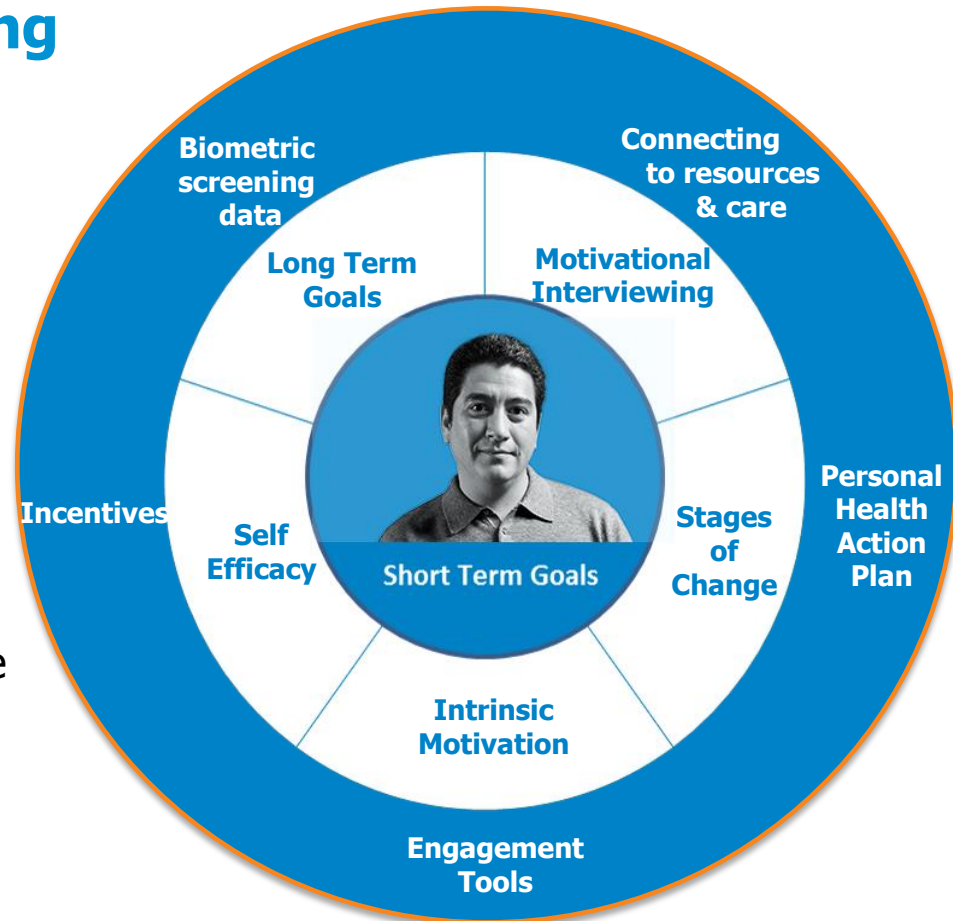 ng
Biometric
screening
data
Connecting
to resources
& care
Long Term
Goals
Motivational
Interviewing
Incentives
Self
Efficacy
Short Term Goals
Stages
of
Change
Personal
Health
Action
Plan
e
Intrinsic
Motivation
Engagement
Tools